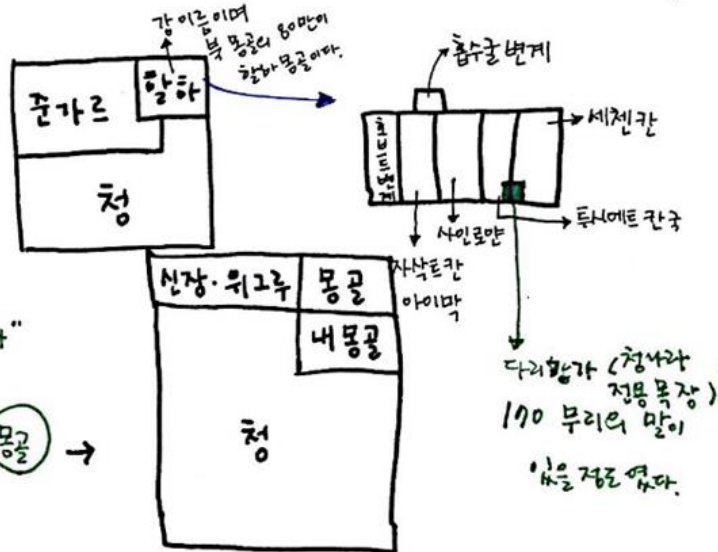 강 이름이며
북 몽골의 80만이
할하 몽골이다.
준가르
할하
청
흡수굴 변계
호브드변계
세첸칸
사인로얀
투시에트 칸국
자삭트칸
아이막
신장·위그루
몽골
내몽골
청
몽골
다리강가 (청나라
전용목장)
170 무리의 말이
있을 정도 였다.